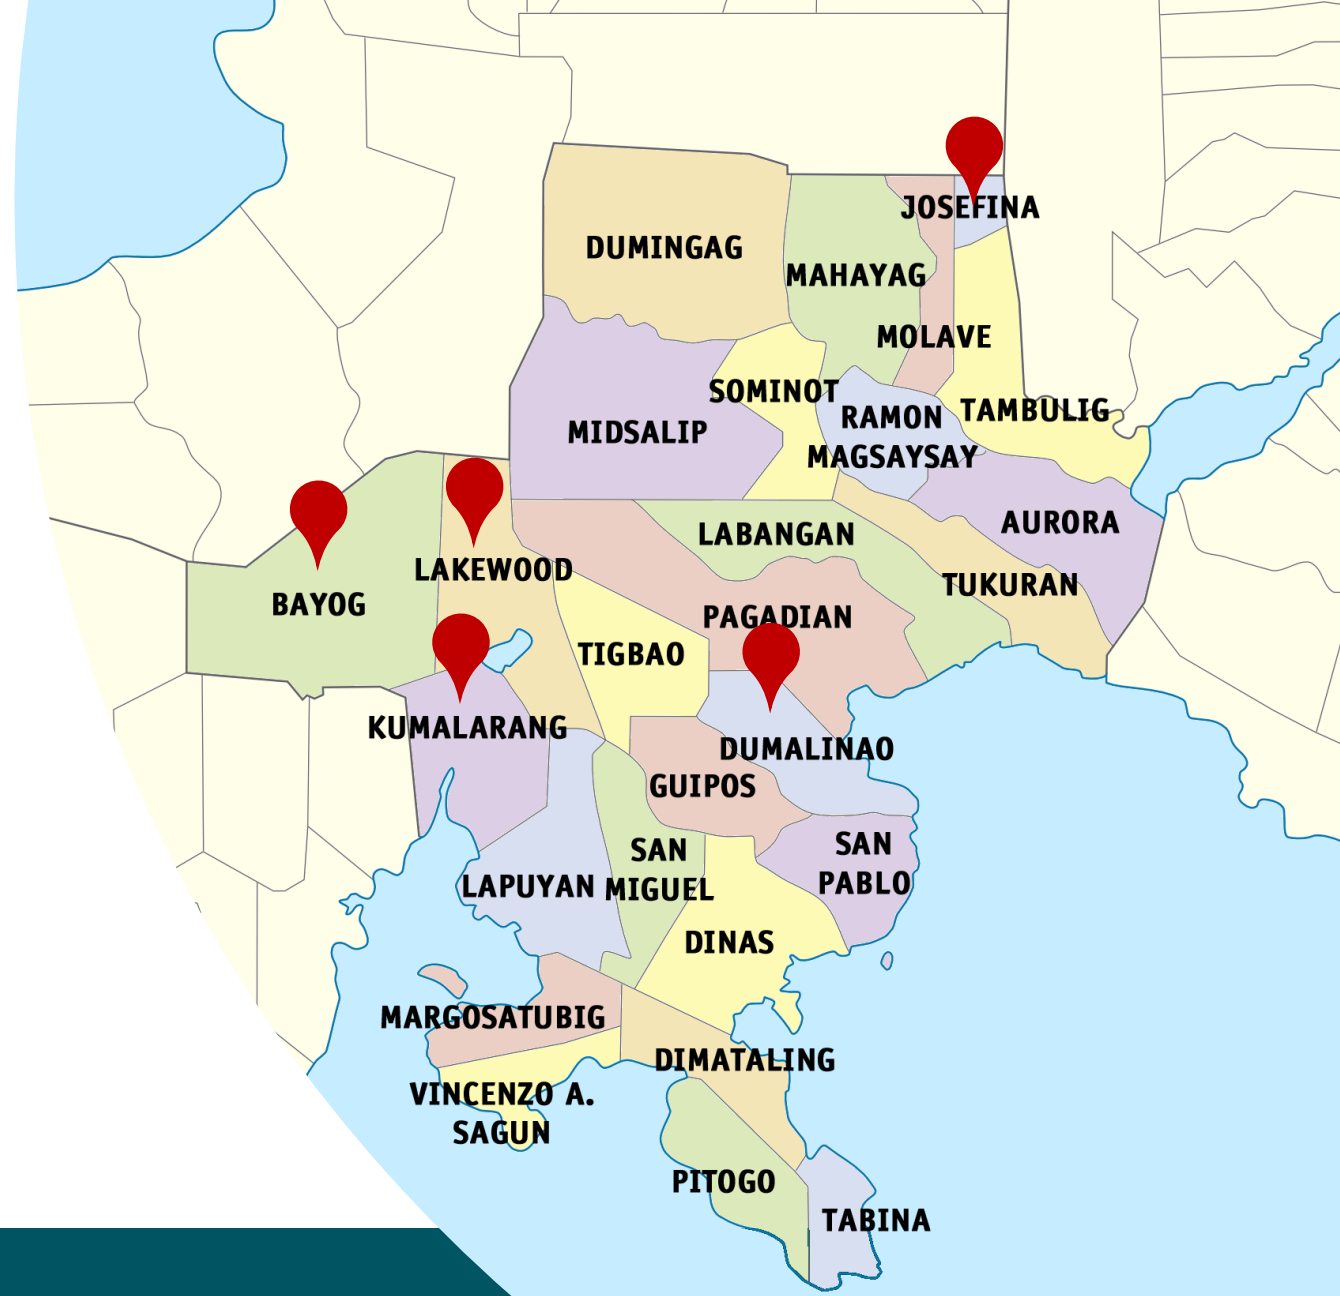 JOSEFINA
DUMINGAG
MAHAYAG
MOLAVE
SOMINOT
TAMBULIG
RAMON
MAGSAYSAY
MIDSALIP
AURORA
LABANGAN
LAKEWOOD
TUKURAN
BAYOG
PAGADIAN
TIGBAO
KUMALARANG
DUMALINAO
GUIPOS
SAN
PABLO
SAN
MIGUEL
LAPUYAN
DINAS
MARGOSATUBIG
DIMATALING
VINCENZO A.
SAGUN
PITOGO
TABINA